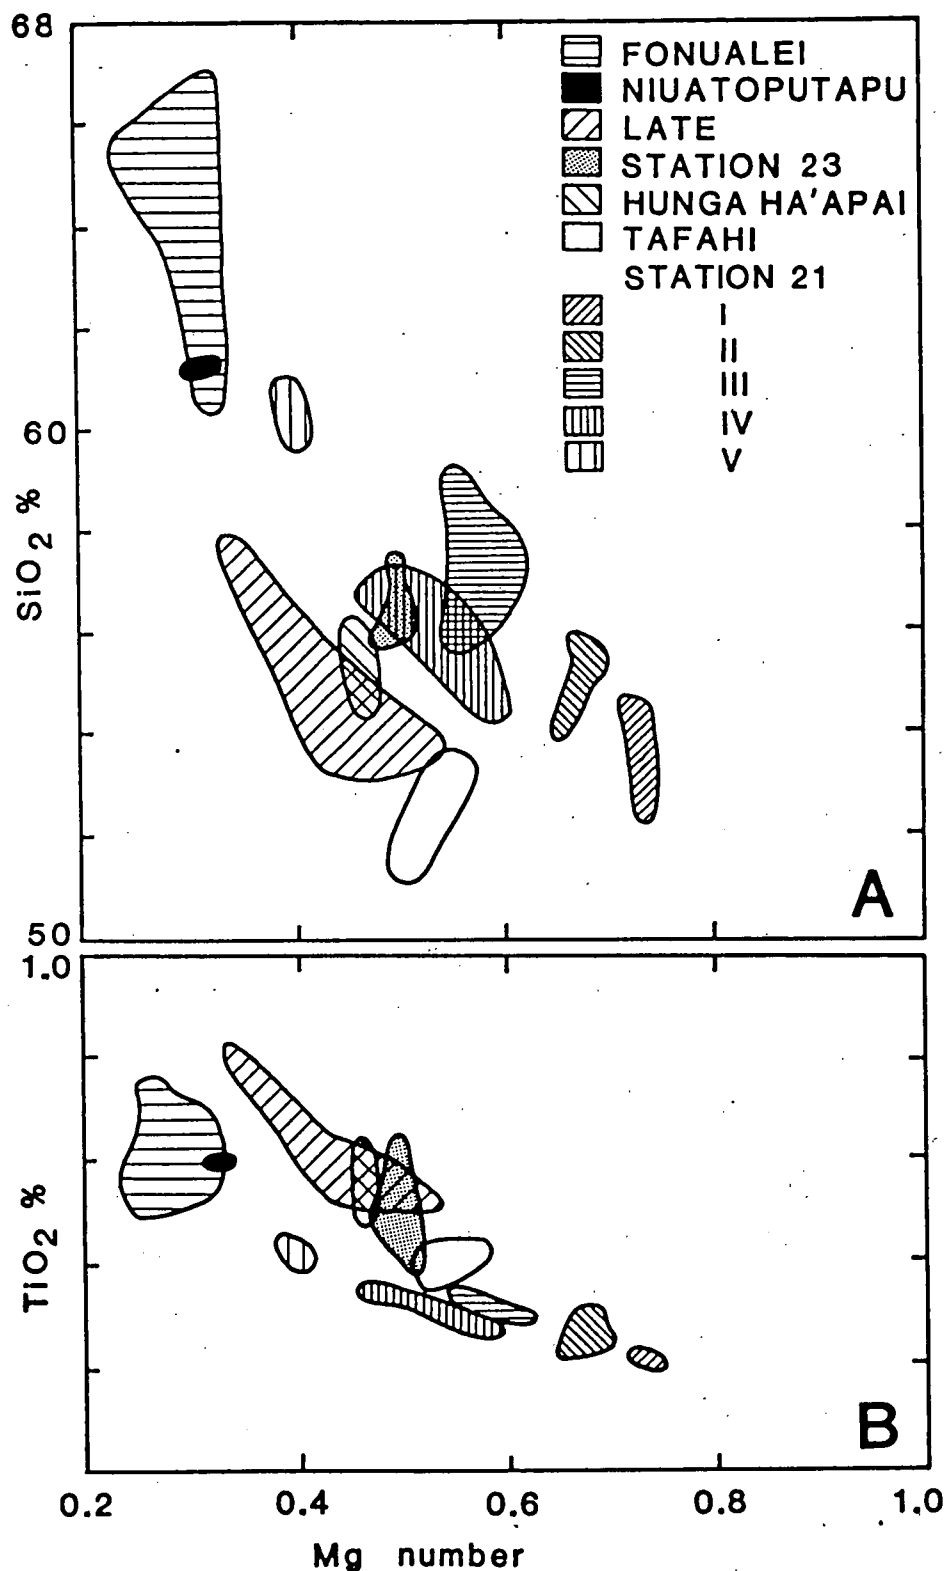 68
FONUALEI
NIUATOPUTAPU
LATE
STATION 23
HUNGA HA'APAI
TAFAHI
STATION 21
I
II
III
IV
V
60
SiO2 %
50
A
1.0
TiO2 %
B
0.2 0.4 0.6 0.8 1.0
Mg number